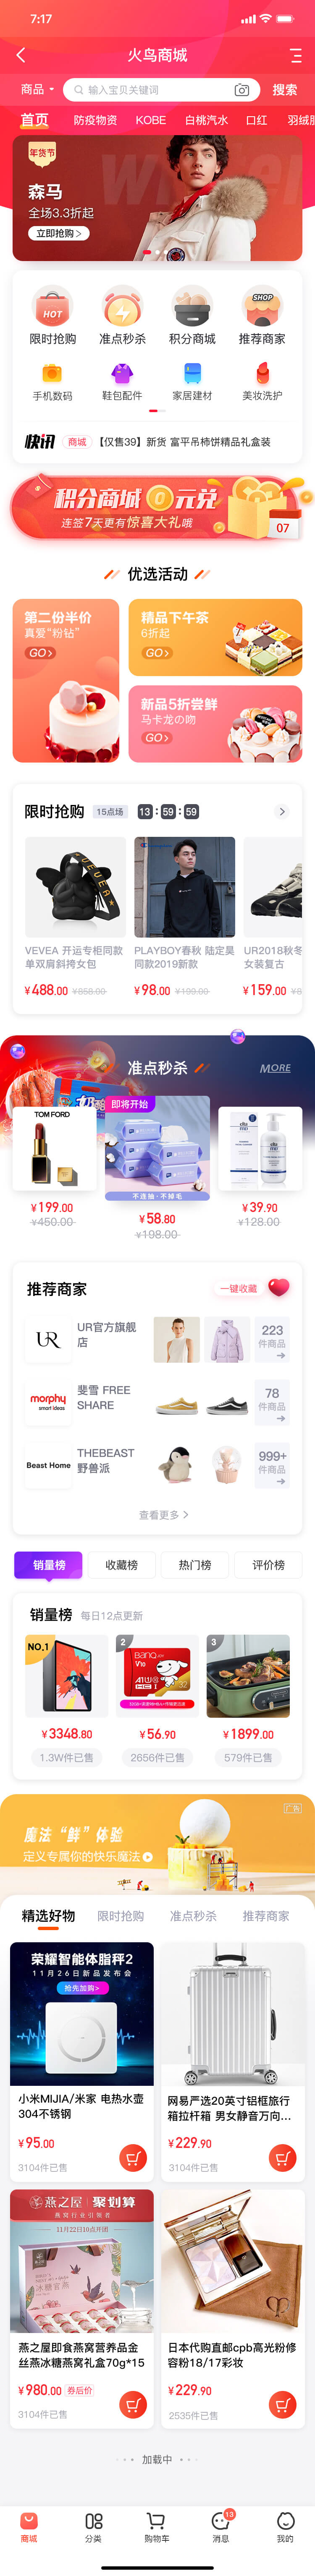 7:17
火鸟商城
商品
输入宝贝关键词
搜索
首页 防疫物资 KOBE 白桃汽水 口红 羽绒服
年货节
森马
全场3.3折起
立即抢购 >
HOT
SHOP
限时抢购 准点秒杀 积分商城 推荐商家
手机数码 鞋包配件 家居建材 美妆洗护
快讯 商城 【仅售39】新货 富平吊柿饼精品礼盒装
积分商城0元兑
连签7天更有惊喜大礼哦
07
优选活动
第二份半价
真爱“粉钻”
GO>
精品下午茶
6折起
GO>
新品5折尝鲜
马卡龙の吻
GO>
限时抢购 15点场 13:59:59
VEVEA 开运专柜同款
单双肩斜挎女包
¥488.00 ¥858.00
PLAYBOY春秋 陆定昊
同款2019新款
¥98.00 ¥199.00
UR2018秋冬
女装复古
¥159.00
准点秒杀
MORE
TOM FORD
¥199.00
¥450.00
即将开始
不连抽·不掉毛
¥58.80
¥198.00
¥39.90
¥128.00
推荐商家 一键收藏
UR
UR官方旗舰
店
223
件商品
morphy
smart ideas
斐雪 FREE
SHARE
78
件商品
Beast Home
THEBEAST
野兽派
999+
件商品
查看更多 >
销量榜 收藏榜 热门榜 评价榜
销量榜 每日12点更新
NO.1
2
BanQ
V10
A1
3
¥3348.80 ¥56.90 ¥1899.00
1.3W件已售 2656件已售 579件已售
广告
魔法“鲜”体验
定义专属你的快乐魔法
精选好物 限时抢购 准点秒杀 推荐商家
荣耀智能体脂秤2
11月26日新品发布会
抢先加购>
小米MIJIA/米家 电热水壶
304不锈钢
¥95.00
3104件已售
网易严选20英寸铝框旅行
箱拉杆箱 男女静音万向...
¥229.90
3104件已售
燕之屋 聚划算
燕窝行业引领者
11月22日10点开团
燕之屋即食燕窝营养品金
丝燕冰糖燕窝礼盒70g*15
¥980.00 券后价
3104件已售
日本代购直邮cpb高光粉修
容粉18/17彩妆
¥229.90
2535件已售
加载中
13
商城 分类 购物车 消息 我的